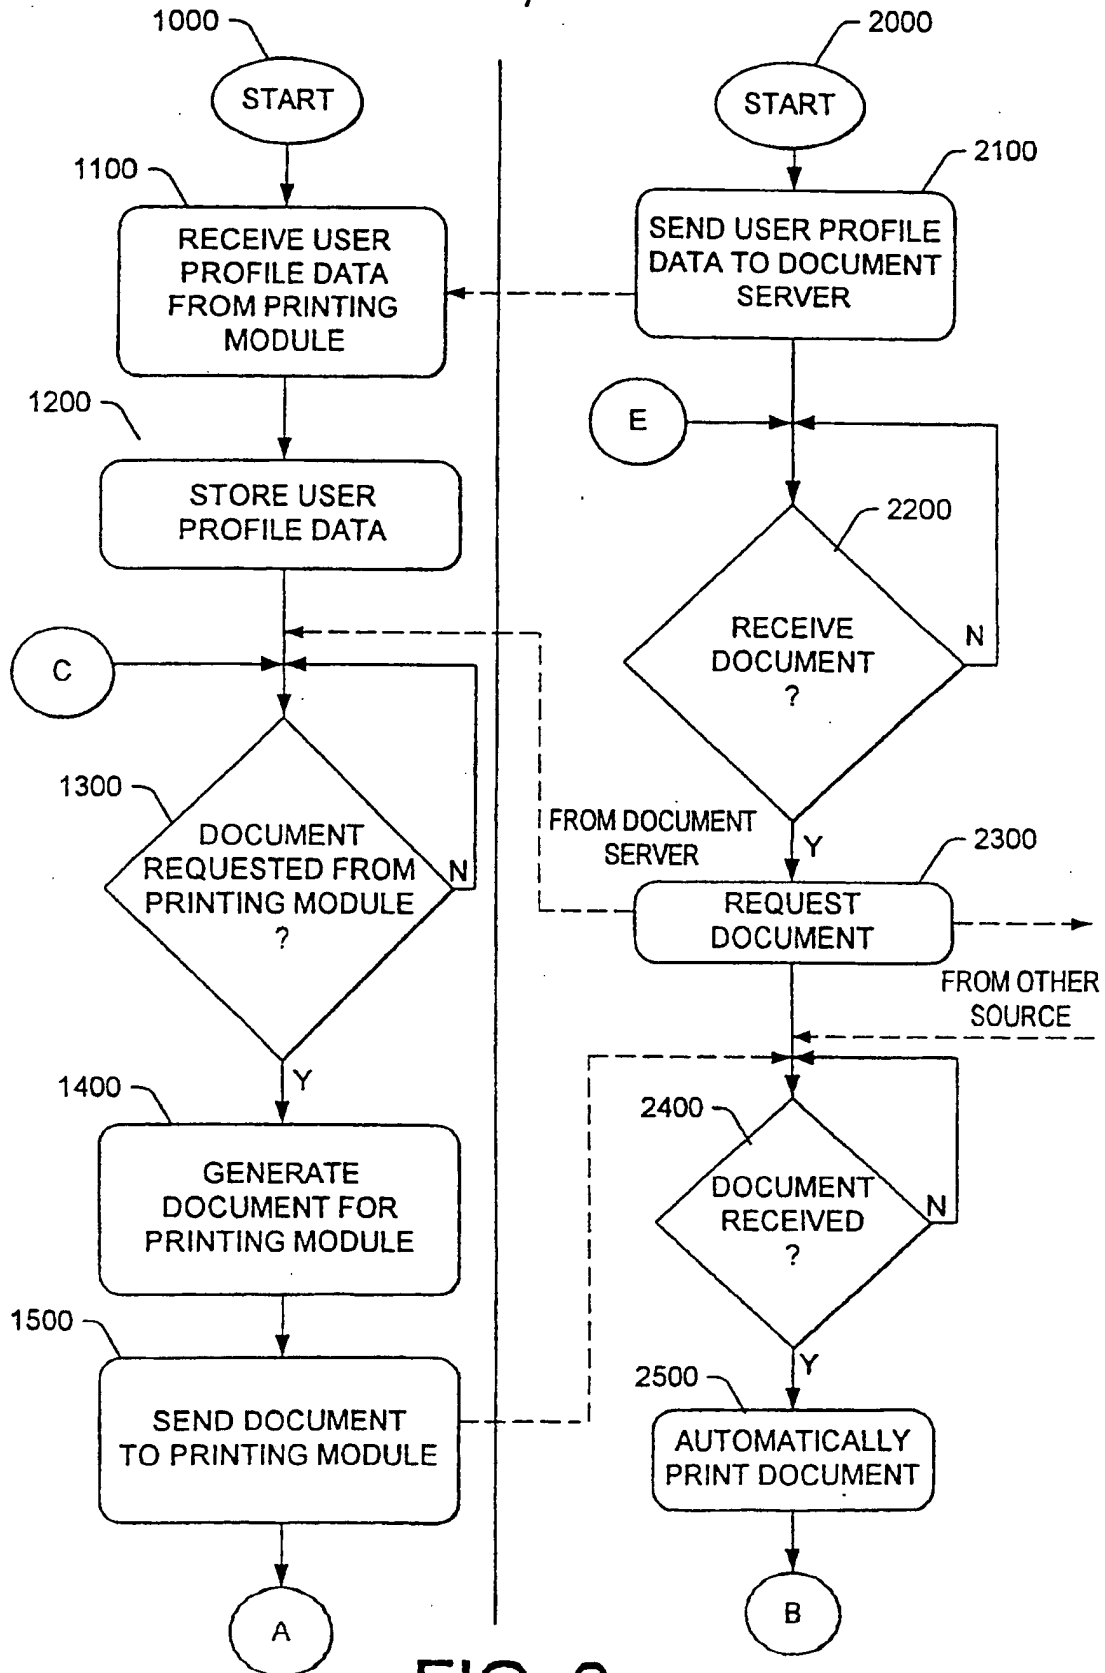 1000
START
1100
RECEIVE USER
PROFILE DATA
FROM PRINTING
MODULE
1200
STORE USER
PROFILE DATA
C
1300
DOCUMENT
REQUESTED FROM
PRINTING MODULE
?
N
Y
1400
GENERATE
DOCUMENT FOR
PRINTING MODULE
1500
SEND DOCUMENT
TO PRINTING MODULE
A
2000
START
2100
SEND USER PROFILE
DATA TO DOCUMENT
SERVER
E
2200
RECEIVE
DOCUMENT
?
N
Y
FROM DOCUMENT
SERVER
2300
REQUEST
DOCUMENT
FROM OTHER
SOURCE
2400
DOCUMENT
RECEIVED
?
N
Y
2500
AUTOMATICALLY
PRINT DOCUMENT
B